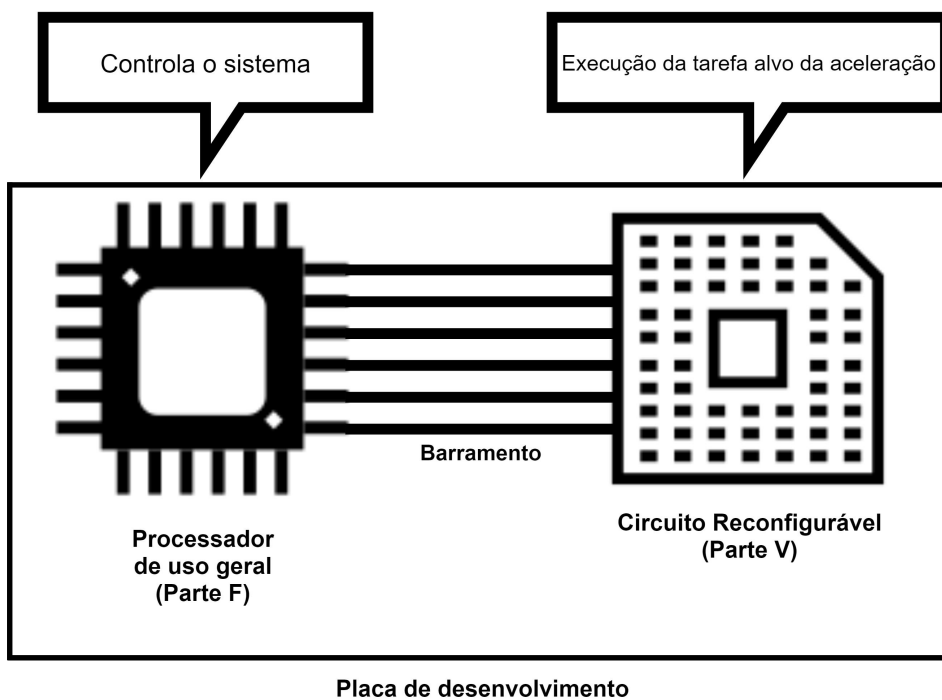 Controla o sistema
Execução da tarefa alvo da aceleração
Barramento
Processador
de uso geral
(Parte F)
Circuito Reconfigurável
(Parte V)
Placa de desenvolvimento